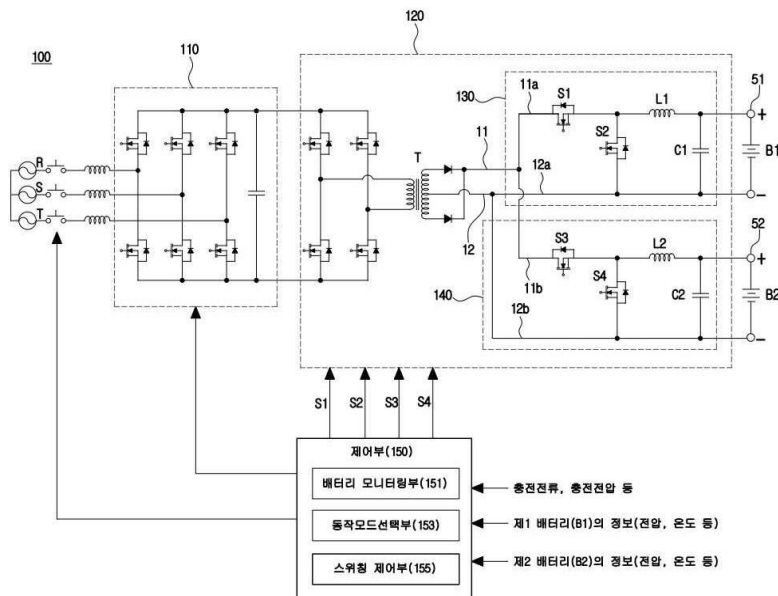 100
110
120
130
11a
S1
S2
L1
C1
51
+
B1
−
12a
11
12
T
R
S
T
140
11b
S3
S4
L2
C2
52
+
B2
−
12b
S1 S2 S3 S4
제어부(150)
배터리 모니터링부(151)
동작모드선택부(153)
스위칭 제어부(155)
충전전류, 충전전압 등
제1 배터리(B1)의 정보(전압, 온도 등)
제2 배터리(B2)의 정보(전압, 온도 등)